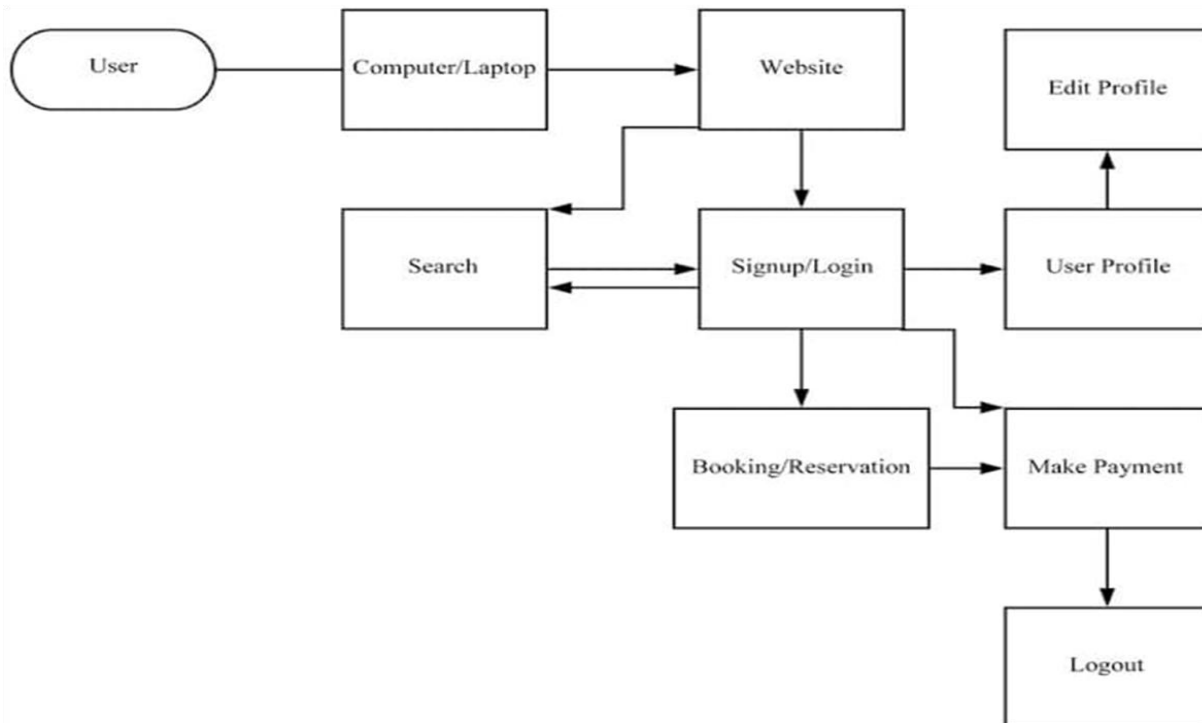 User
Computer/Laptop
Website
Edit Profile
Search
Signup/Login
User Profile
Booking/Reservation
Make Payment
Logout